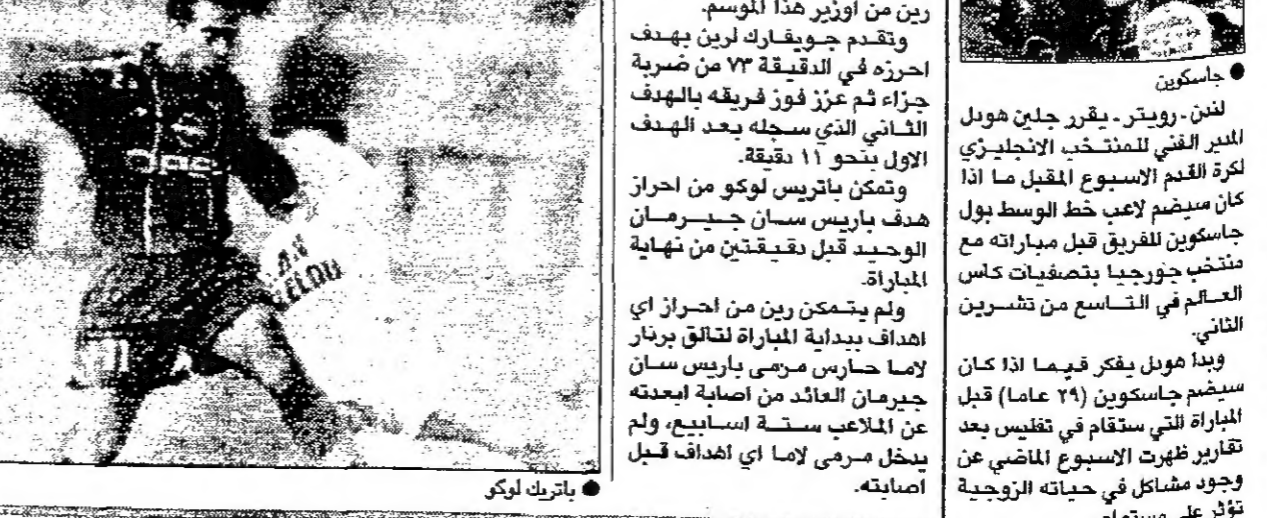 جاسكوين
لندن ـ رويتر ـ يقرر جلين هودل
المدير الفني للمنتخب الانجليزي
لكرة القدم الاسبوع المقبل ما اذا
كان سيضم لاعب خط الوسط بول
جاسكوين للفريق قبل مباراته مع
منتخب جورجيا بتصفيات كاس
العالم في التاسع من تشرين
الثاني.
وبدا هودل يفكر فيما اذا كان
سيضم جاسكوين (٢٩ عاما) قبل
المباراة التي ستقام في تفليس بعد
تقارير ظهرت الاسبوع الماضي عن
وجود مشاكل في حياته الزوجية
تؤثر على مستواه
رين من اوزير هذا الموسم.
وتقدم جويفارك لرين بهدف
احرزه في الدقيقة ٧٣ من ضربة
جزاء ثم عزز فوز فريقه بالهدف
الثاني الذي سجله بعد الهدف
الاول بنحو ١١ دقيقة.
وتمكن باتريس لوكو من احراز
هدف باريس سان جيرمان
الوحيد قبل دقيقتين من نهاية
المباراة.
ولم يتمكن رين من احراز اي
اهداف ببداية المباراة لتالق برنار
لاما حارس مرمى باريس سان
جيرمان العائد من اصابة ابعدته
عن الملاعب ستة اسابيع، ولم
يدخل مرمى لاما اي اهداف قبل
اصابته.
باتريك لوكو